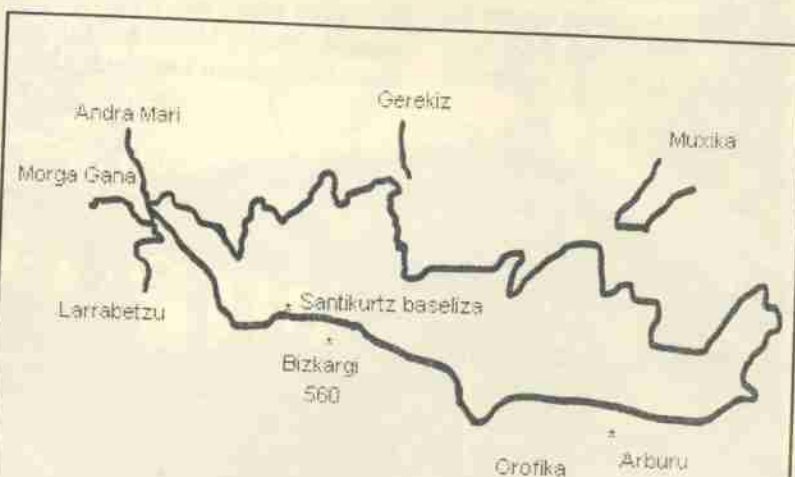 Andra Mari
Gerekiz
Muxika
Morga Gana
Larrabetzu
Santikurtz baseliza
Bizkargi
560
Orofika
Arburu